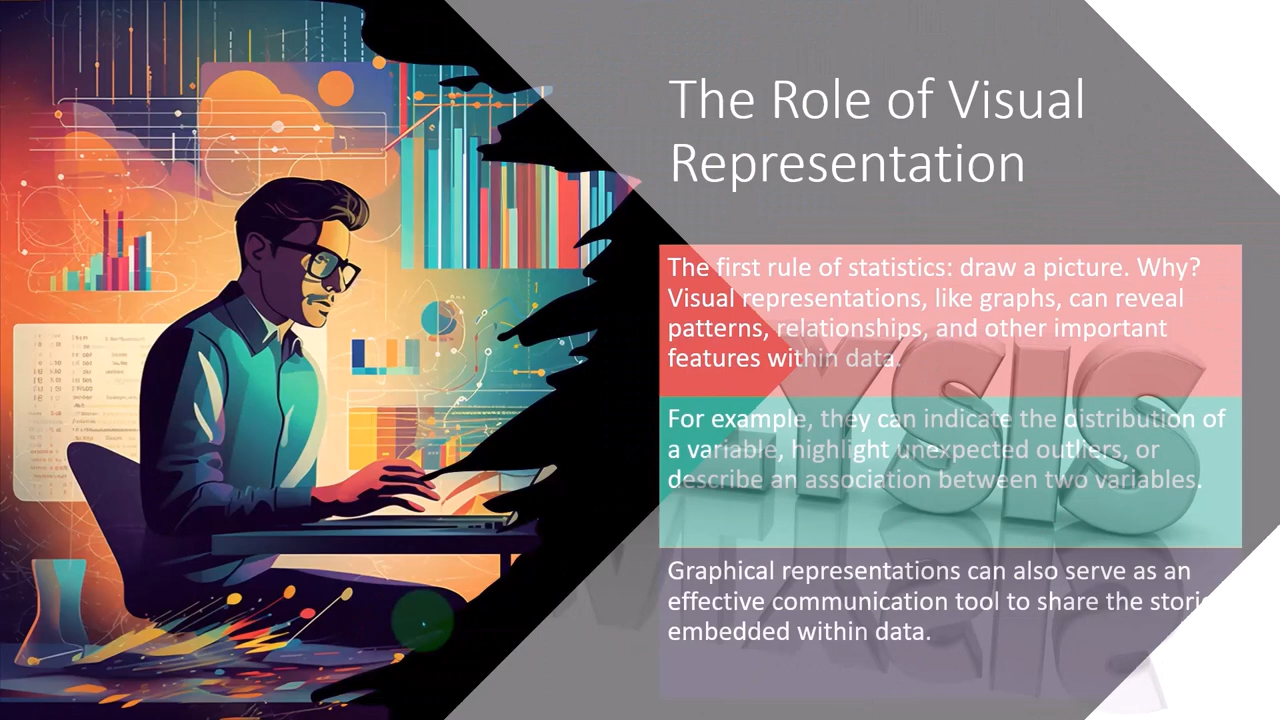 The Role of Visual
Representation
The first rule of statistics: draw a picture. Why?
Visual representations, like graphs, can reveal
patterns, relationships, and other important
features within data.
For example, they can indicate the distribution of
a variable, highlight unexpected outliers, or
describe an association between two variables.
Graphical representations can also serve as an
effective communication tool to share the stories
embedded within data.
YSIS